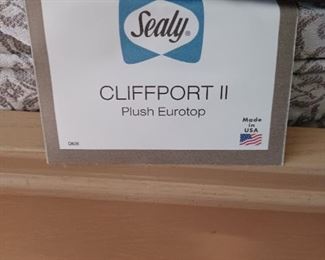 Sealy
CLIFFPORT II
Plush Eurotop
Made in
USA